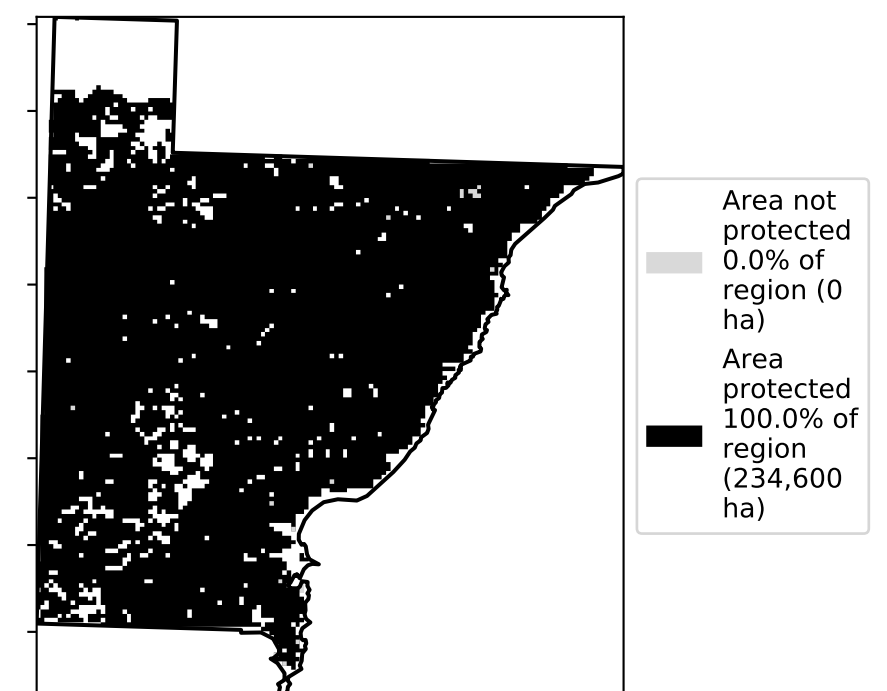 Area not
protected
0.0% of
region (0
ha)
Area
protected
100.0% of
region
(234,600
ha)